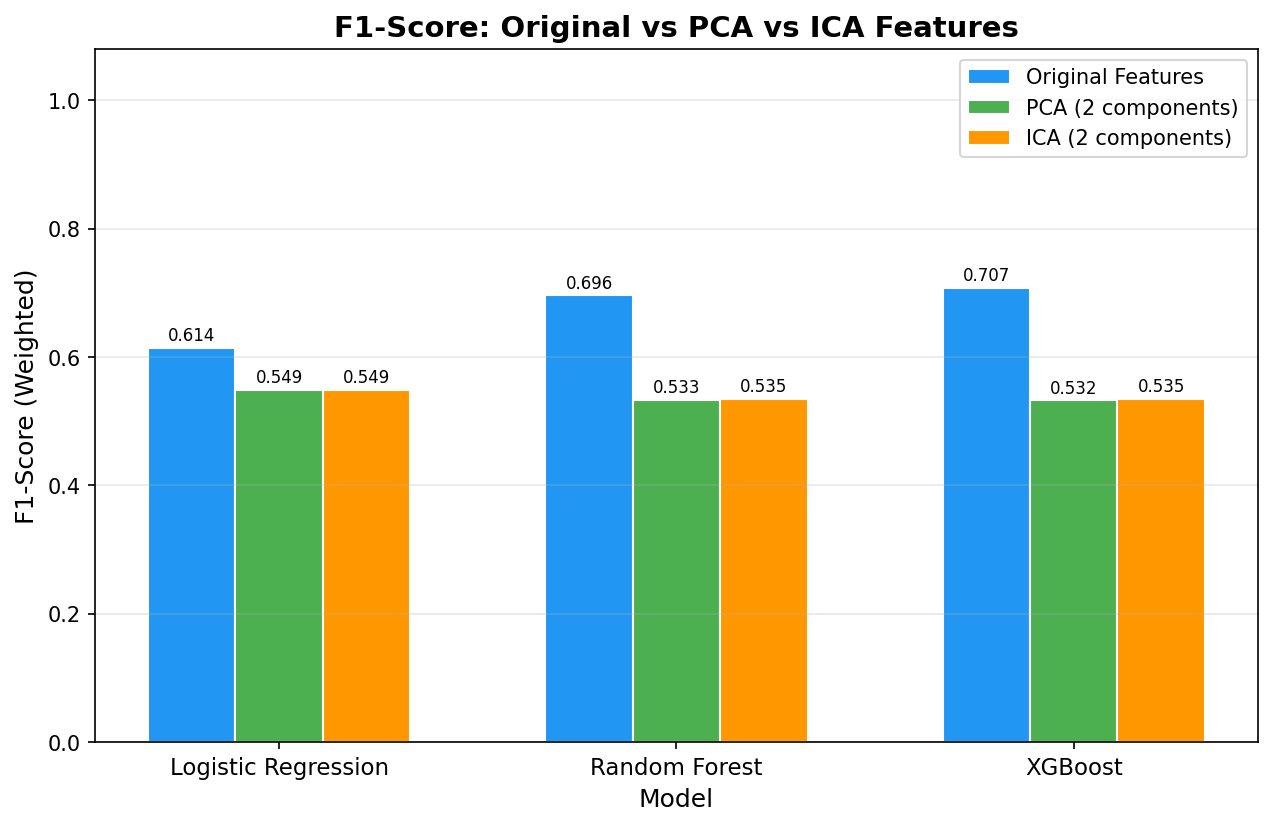 F1-Score: Original vs PCA vs ICA Features
Original Features
PCA (2 components)
ICA (2 components)
F1-Score (Weighted)
1.0
0.8
0.6
0.4
0.2
0.0
0.614
0.549
0.549
0.696
0.533
0.535
0.707
0.532
0.535
Logistic Regression
Random Forest
XGBoost
Model